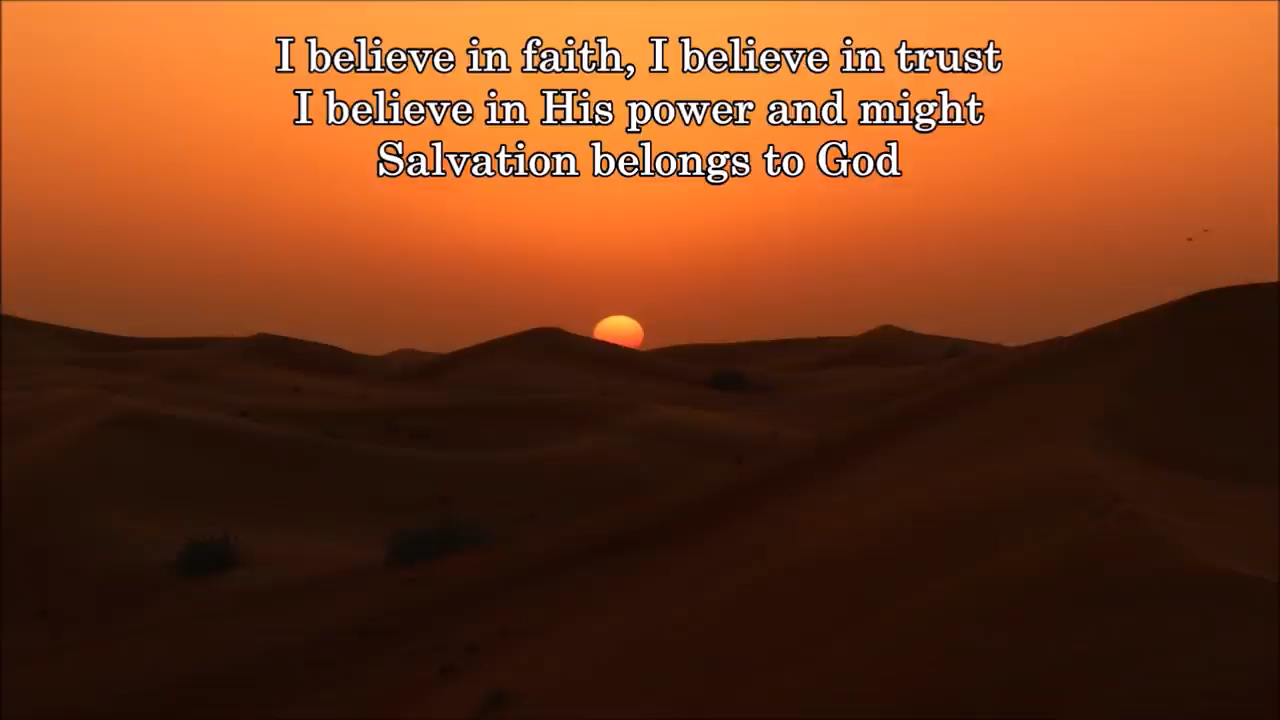 I believe in faith, I believe in trust
I believe in His power and might
Salvation belongs to God